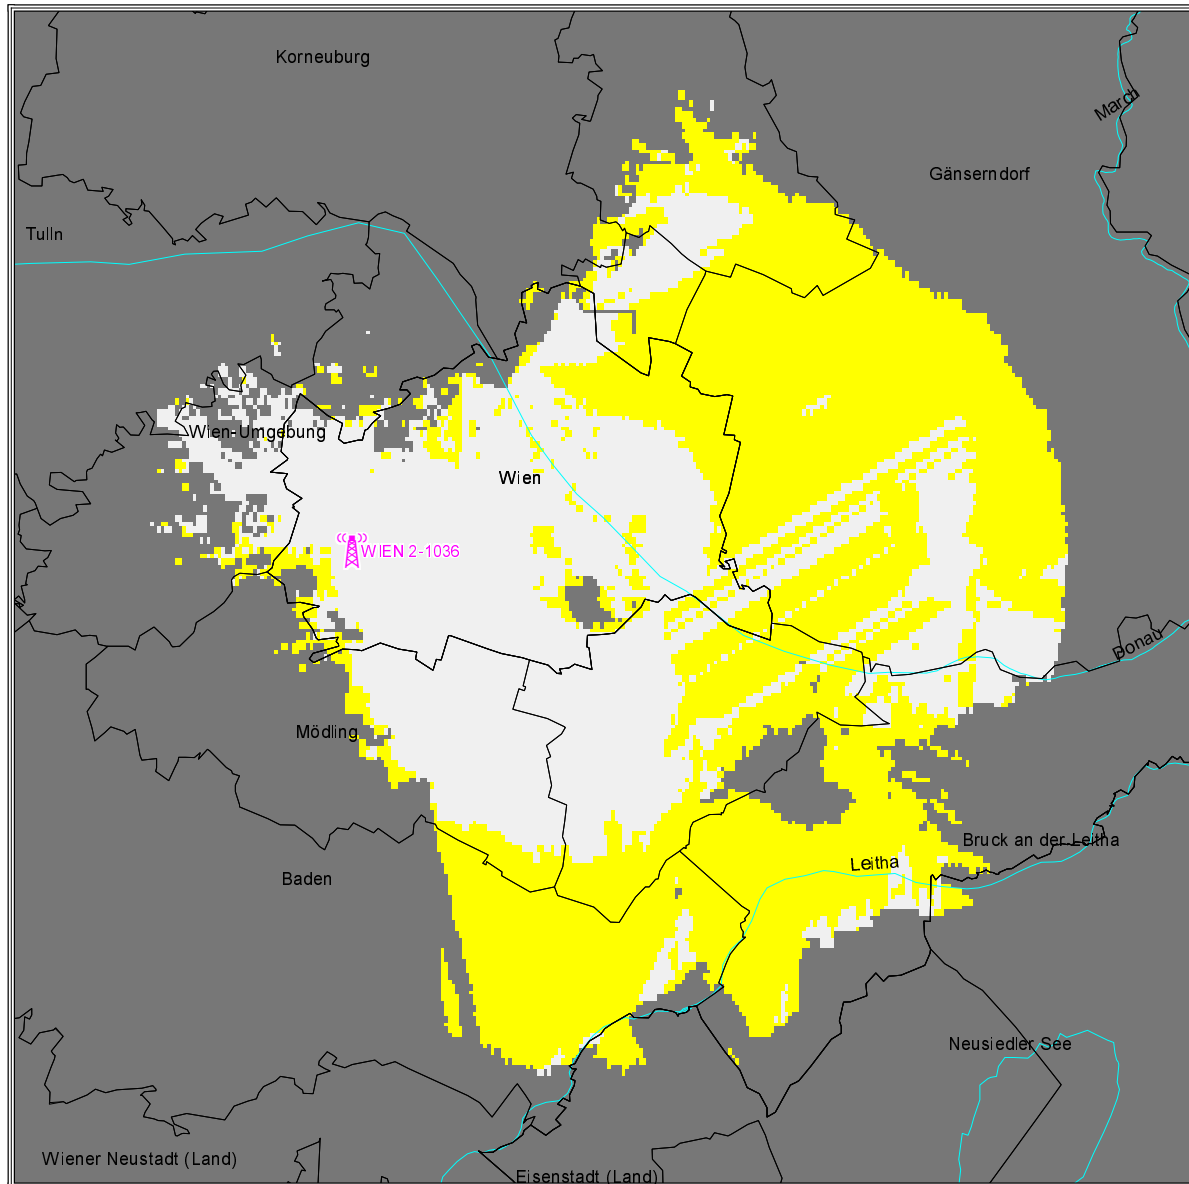 Korneuburg
March
Gänserndorf
Tulln
Wien-Umgebung
Wien
WIEN 2-1036
Donau
Mödling
Bruck an der Leitha
Leitha
Baden
Neusiedler See
Wiener Neustadt (Land)
Eisenstadt (Land)